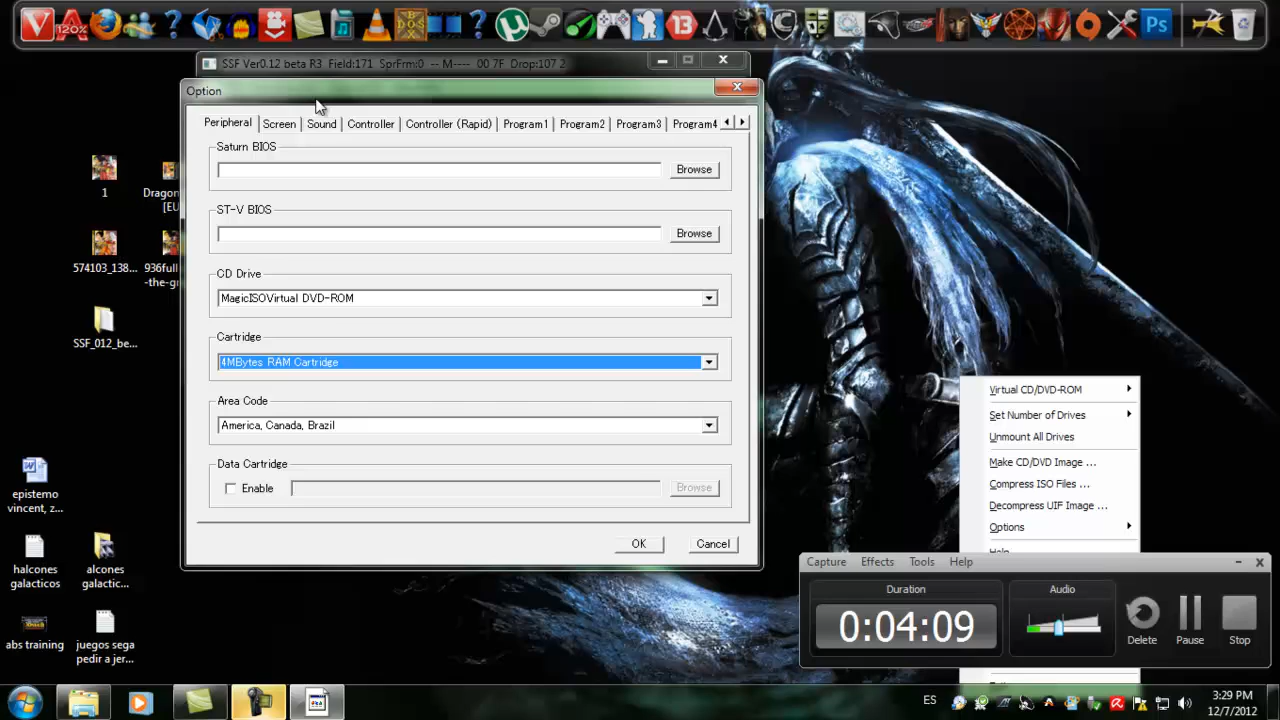 120%
DOS
13
Ps
SSF Ver0.12 beta R3 Field:171 SprFrm:0 -- M---- 00 7F Drop:107 2
Option
Peripheral
Screen
Sound
Controller
Controller (Rapid)
Program1
Program2
Program3
Program4
Saturn BIOS
Browse
ST-V BIOS
Browse
CD Drive
MagicISOVirtual DVD-ROM
Cartridge
4MBytes RAM Cartridge
Area Code
America, Canada, Brazil
Data Cartridge
Enable
Browse
OK
Cancel
1
Dragon
[EU
574103_138...
936full
-the-gr
SSF_012_be...
epistemo
vincent, z...
halcones
galacticos
alcones
galactic...
abs training
juegos sega
pedir a jer...
Virtual CD/DVD-ROM
Set Number of Drives
Unmount All Drives
Make CD/DVD Image ...
Compress ISO Files ...
Decompress UIF Image ...
Options
Help
Capture
Effects
Tools
Help
Duration
0:04:09
Audio
Delete
Pause
Stop
ES
3:29 PM
12/7/2012